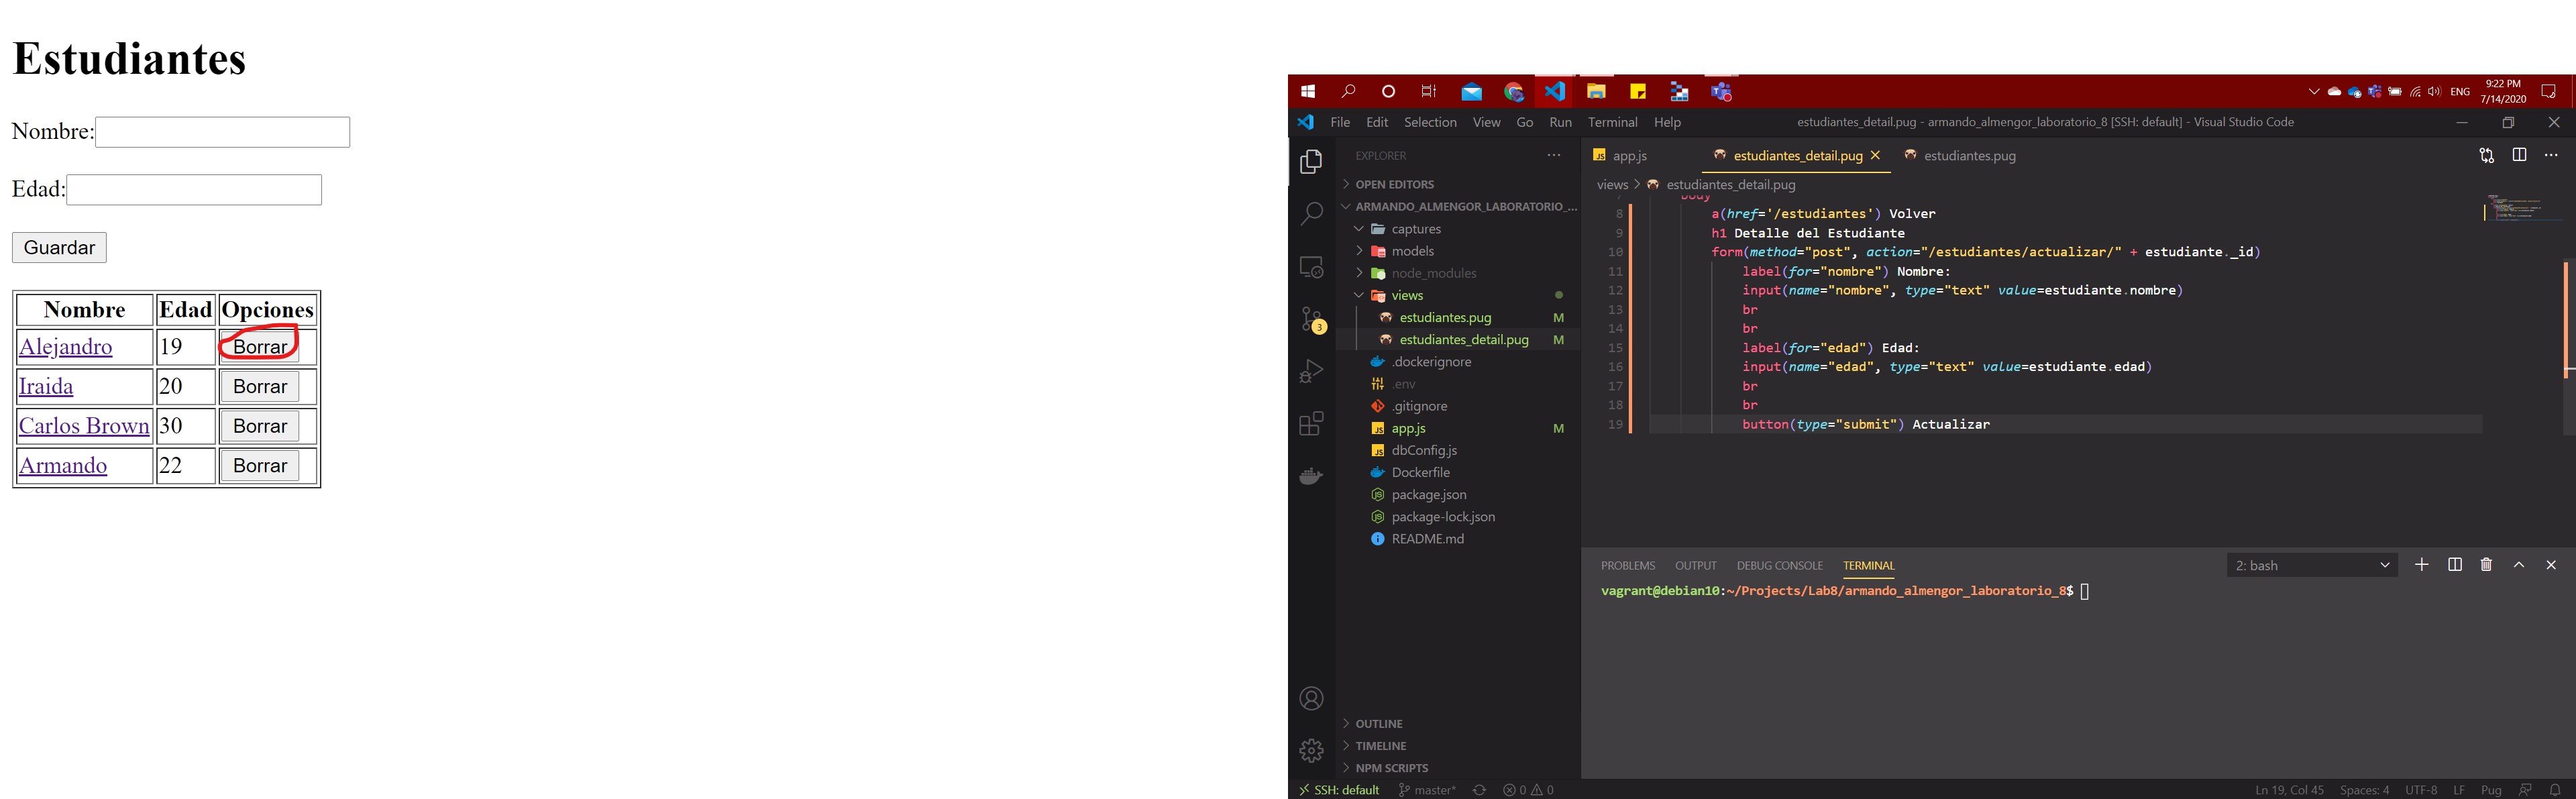 Estudiantes
Nombre:
Edad:
Guardar
Nombre Edad Opciones
Alejandro 19 Borrar
Iraida 20 Borrar
Carlos Brown 30 Borrar
Armando 22 Borrar
ENG
9:22 PM
7/14/2020
File Edit Selection View Go Run Terminal Help
estudiantes_detail.pug - armando_almengor_laboratorio_8 [SSH: default] - Visual Studio Code
EXPLORER
OPEN EDITORS
ARMANDO_ALMENGOR_LABORATORIO_...
captures
models
node_modules
views
estudiantes.pug M
estudiantes_detail.pug M
.dockerignore
.env
.gitignore
JS app.js M
JS dbConfig.js
Dockerfile
package.json
package-lock.json
README.md
OUTLINE
TIMELINE
NPM SCRIPTS
3
JS app.js estudiantes_detail.pug estudiantes.pug
views > estudiantes_detail.pug
7 body
8 a(href='/estudiantes') Volver
9 h1 Detalle del Estudiante
10 form(method="post", action="/estudiantes/actualizar/" + estudiante._id)
11 label(for="nombre") Nombre:
12 input(name="nombre", type="text" value=estudiante.nombre)
13 br
14 br
15 label(for="edad") Edad:
16 input(name="edad", type="text" value=estudiante.edad)
17 br
18 br
19 button(type="submit") Actualizar
PROBLEMS OUTPUT DEBUG CONSOLE TERMINAL
2: bash
vagrant@debian10:~/Projects/Lab8/armando_almengor_laboratorio_8$
SSH: default master* 0 0
Ln 19, Col 45 Spaces: 4 UTF-8 LF Pug